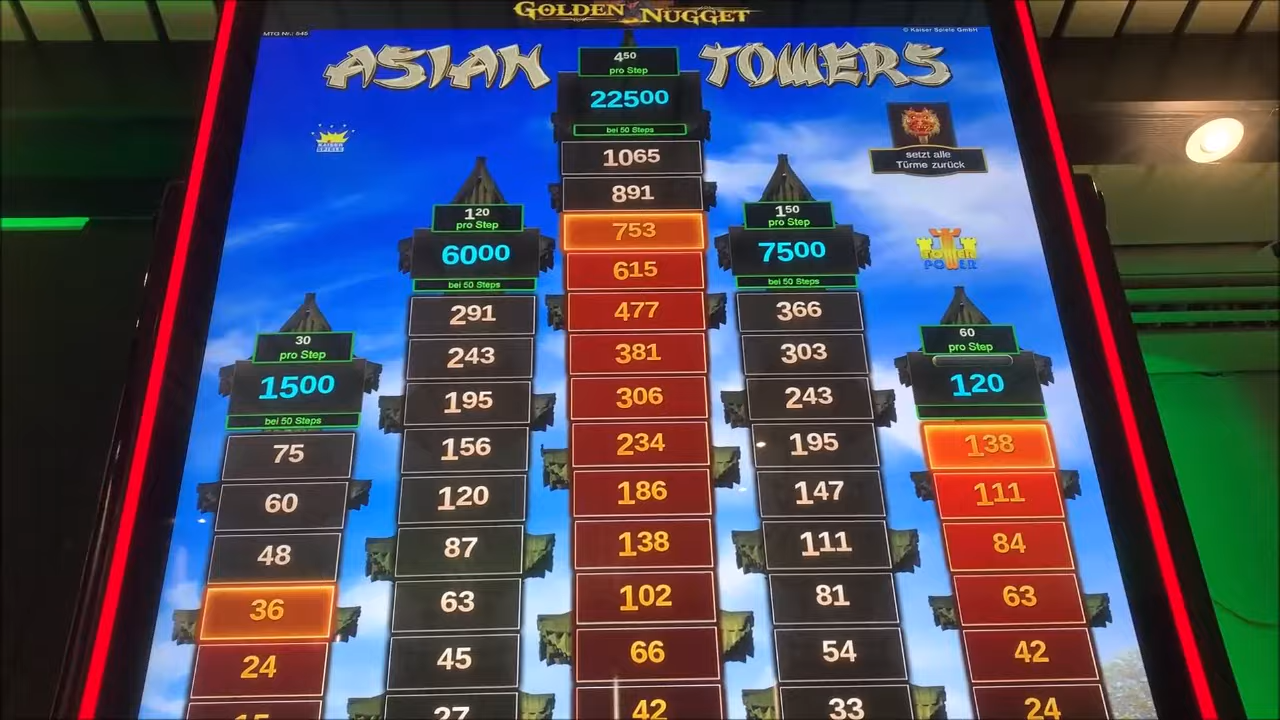 GOLDEN NUGGET
MTG Nr.: 545
© Kaiser Spiele GmbH
ASIAN TOWERS
4 50
pro Step
22500
bei 50 Steps
1065
891
753
615
477
381
306
234
186
138
102
66
42
KAISER
SPIELE
setzt alle
Türme zurück
TOWER
POWER
1 20
pro Step
6000
bei 50 Steps
291
243
195
156
120
87
63
45
27
1 50
pro Step
7500
bei 50 Steps
366
303
243
195
147
111
81
54
33
30
pro Step
1500
bei 50 Steps
75
60
48
36
24
15
60
pro Step
120
138
111
84
63
42
24